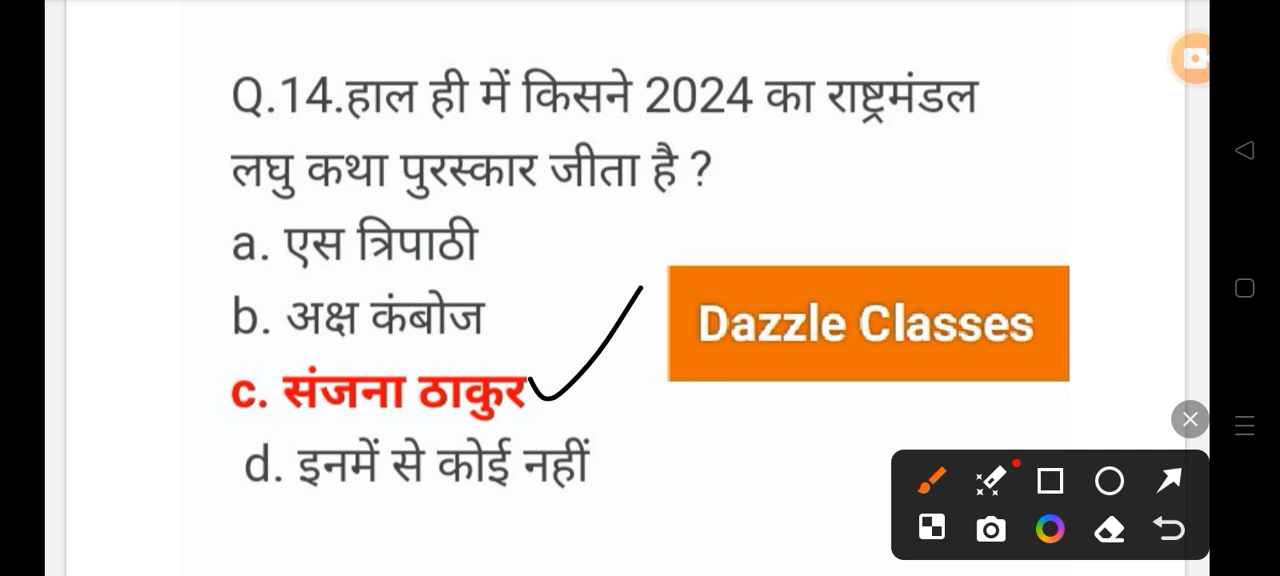 Q.14.हाल ही में किसने 2024 का राष्ट्रमंडल
लघु कथा पुरस्कार जीता है ?
a. एस त्रिपाठी
b. अक्ष कंबोज
Dazzle Classes
c. संजना ठाकुर
d. इनमें से कोई नहीं